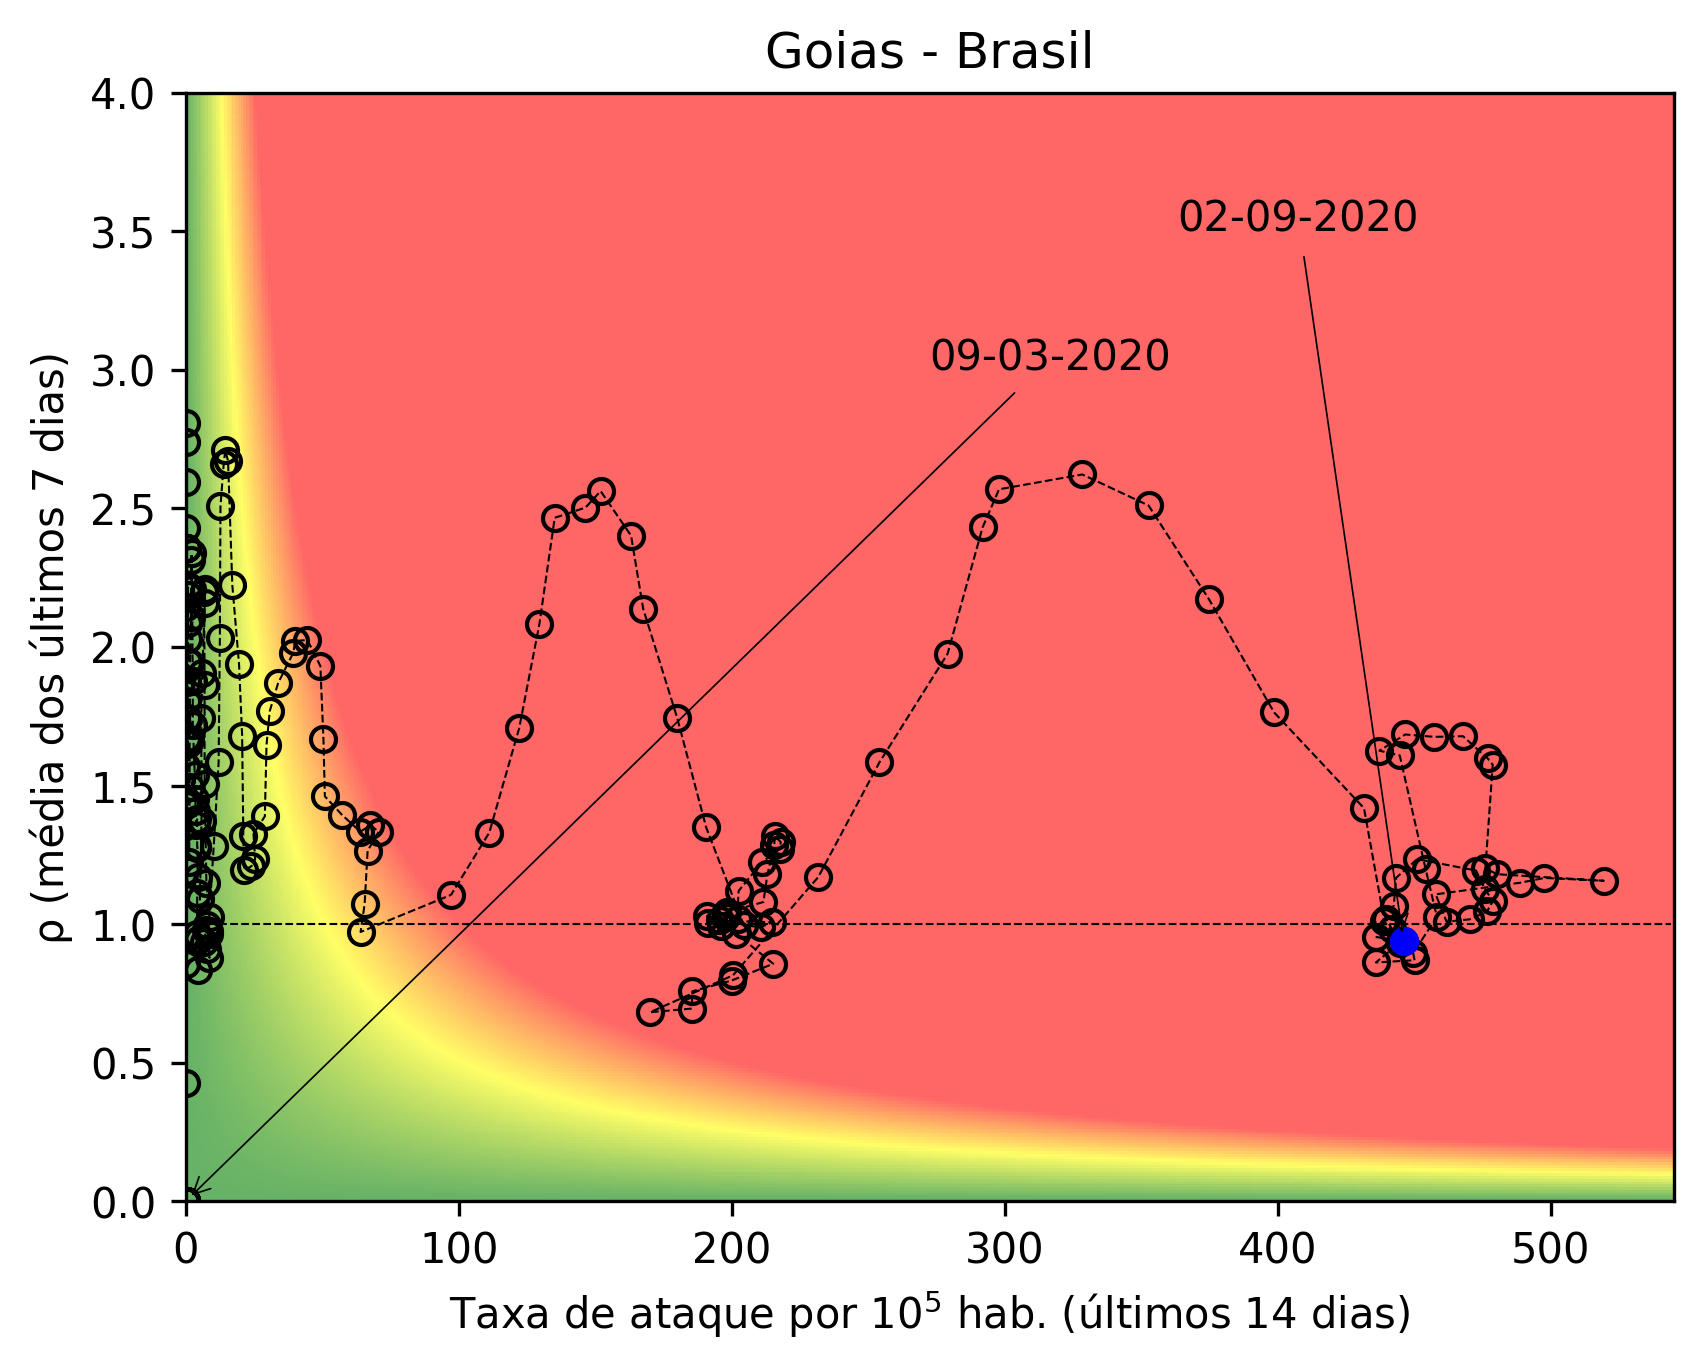 Goias - Brasil
4.0
3.5
3.0
2.5
2.0
1.5
1.0
0.5
0.0
ρ (média dos últimos 7 dias)
02-09-2020
09-03-2020
0 100 200 300 400 500
Taxa de ataque por 10⁵ hab. (últimos 14 dias)